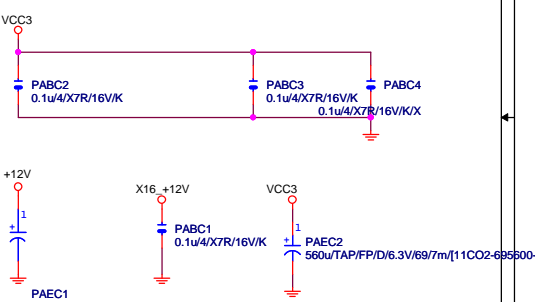 VCC3
PABC2
0.1u/4/X7R/16V/K
PABC3
0.1u/4/X7R/16V/K
PABC4
0.1u/4/X7R/16V/K/X
+12V
1
PAEC1
X16_+12V
PABC1
0.1u/4/X7R/16V/K
VCC3
1
PAEC2
560u/TAP/FP/D/6.3V/69/7m/[11CO2-695600-